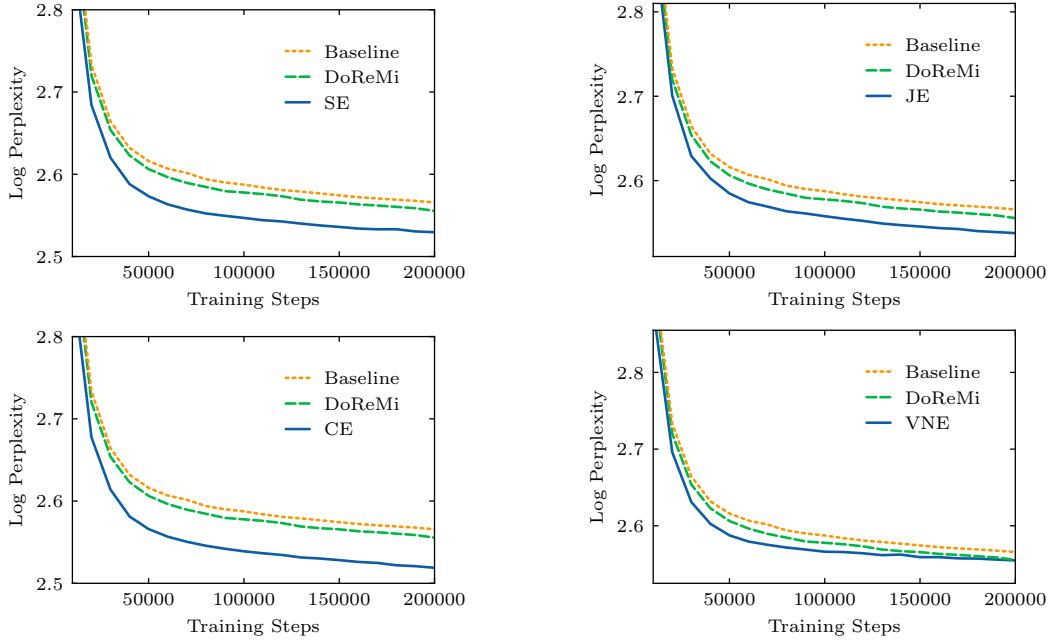 2.8
2.7
2.6
2.5
Log Perplexity
Baseline
DoReMi
SE
50000 100000 150000 200000
Training Steps
2.8
2.7
2.6
Log Perplexity
Baseline
DoReMi
JE
50000 100000 150000 200000
Training Steps
2.8
2.7
2.6
2.5
Log Perplexity
Baseline
DoReMi
CE
50000 100000 150000 200000
Training Steps
2.8
2.7
2.6
Log Perplexity
Baseline
DoReMi
VNE
50000 100000 150000 200000
Training Steps